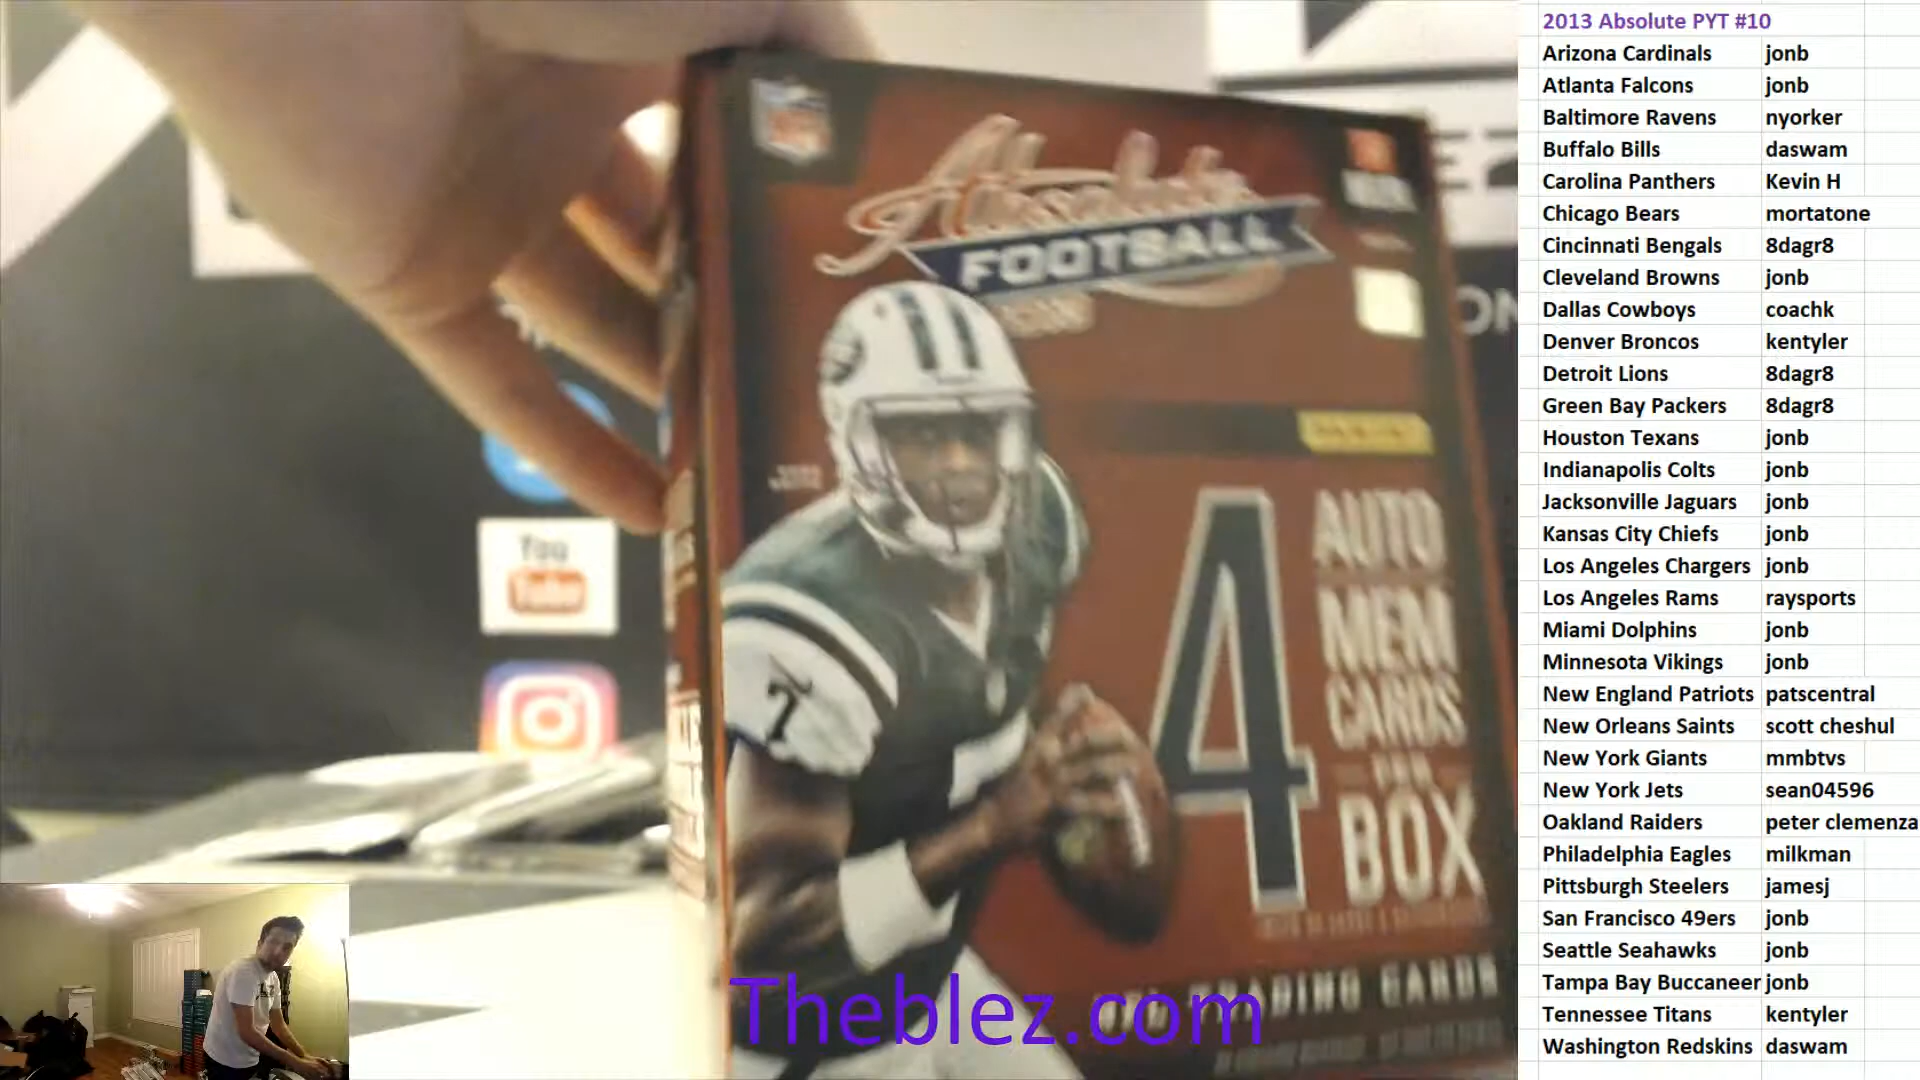 Absolute
FOOTBALL
4
AUTO
MEM
CARDS
PER
BOX
TRADING CARDS
You
Tube
Theblez.com
2013 Absolute PYT #10
Arizona Cardinals jonb
Atlanta Falcons jonb
Baltimore Ravens nyorker
Buffalo Bills daswam
Carolina Panthers Kevin H
Chicago Bears mortatone
Cincinnati Bengals 8dagr8
Cleveland Browns jonb
Dallas Cowboys coachk
Denver Broncos kentyler
Detroit Lions 8dagr8
Green Bay Packers 8dagr8
Houston Texans jonb
Indianapolis Colts jonb
Jacksonville Jaguars jonb
Kansas City Chiefs jonb
Los Angeles Chargers jonb
Los Angeles Rams raysports
Miami Dolphins jonb
Minnesota Vikings jonb
New England Patriots patscentral
New Orleans Saints scott cheshul
New York Giants mmbtvs
New York Jets sean04596
Oakland Raiders peter clemenza
Philadelphia Eagles milkman
Pittsburgh Steelers jamesj
San Francisco 49ers jonb
Seattle Seahawks jonb
Tampa Bay Buccaneer jonb
Tennessee Titans kentyler
Washington Redskins daswam